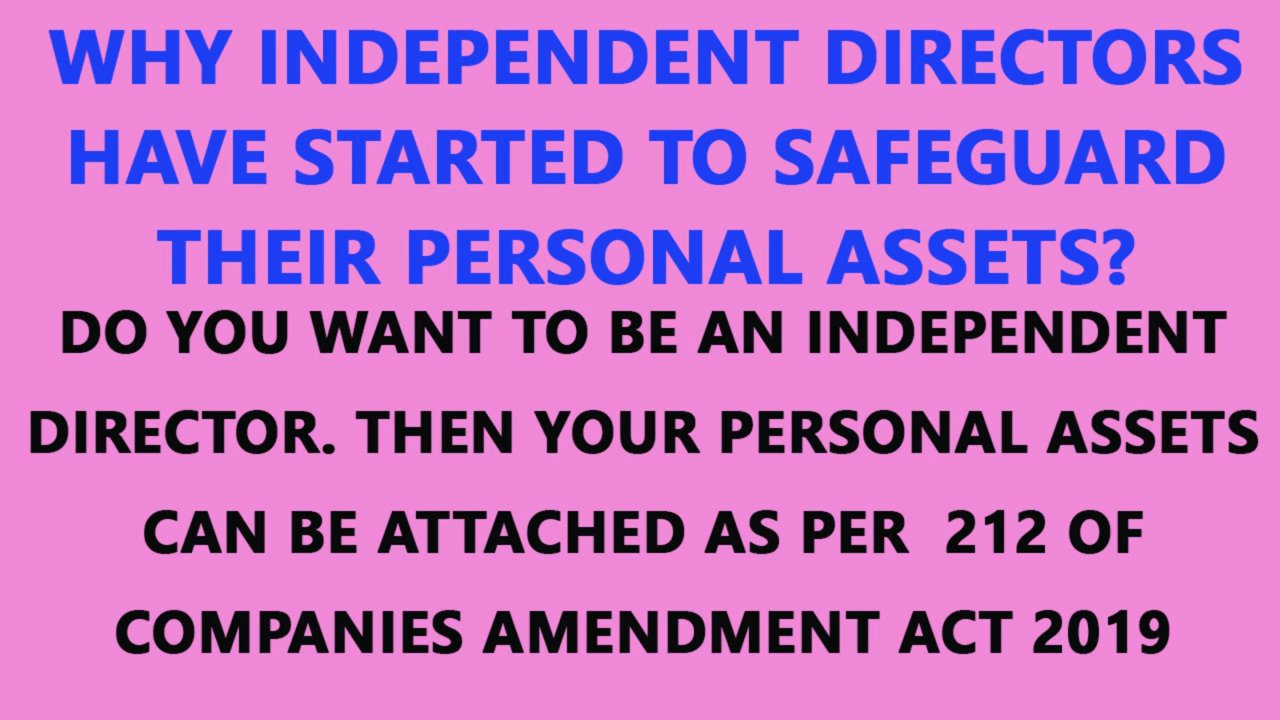 WHY INDEPENDENT DIRECTORS
HAVE STARTED TO SAFEGUARD
THEIR PERSONAL ASSETS?
DO YOU WANT TO BE AN INDEPENDENT
DIRECTOR. THEN YOUR PERSONAL ASSETS
CAN BE ATTACHED AS PER  212 OF
COMPANIES AMENDMENT ACT 2019